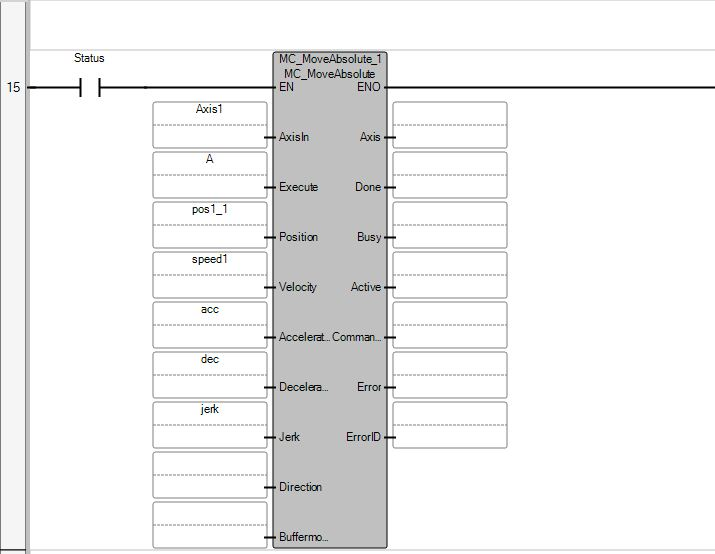 Status
MC_MoveAbsolute_1
MC_MoveAbsolute
15
EN ENO
Axis1
AxisIn Axis
A
Execute Done
pos1_1
Position Busy
speed1
Velocity Active
acc
Accelerat... Comman...
dec
Decelera... Error
jerk
Jerk ErrorID
Direction
Buffermo...